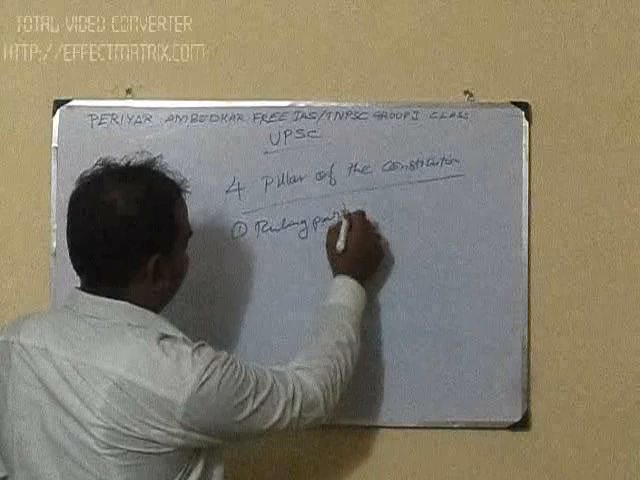 TOTAL VIDEO CONVERTER
HTTP://EFFECTMATRIX.COM
PERIYAR AMBEDKAR FREE IAS/TNPSC GROUP I CLASS
UPSC
4 Pillar of the constitution
① Ruling part